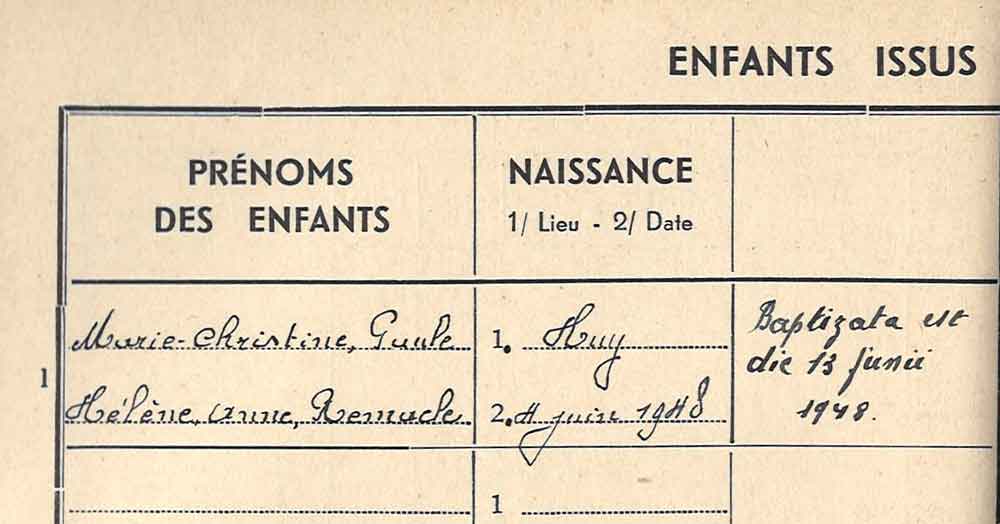 ENFANTS ISSUS
PRÉNOMS
DES ENFANTS
NAISSANCE
1/ Lieu - 2/ Date
1
Marie-Christine, Paule
Hélène, Anne, Remacle
1. Huy
2. 4 juin 1948
Baptizata est
die 13 Junii
1948.
1